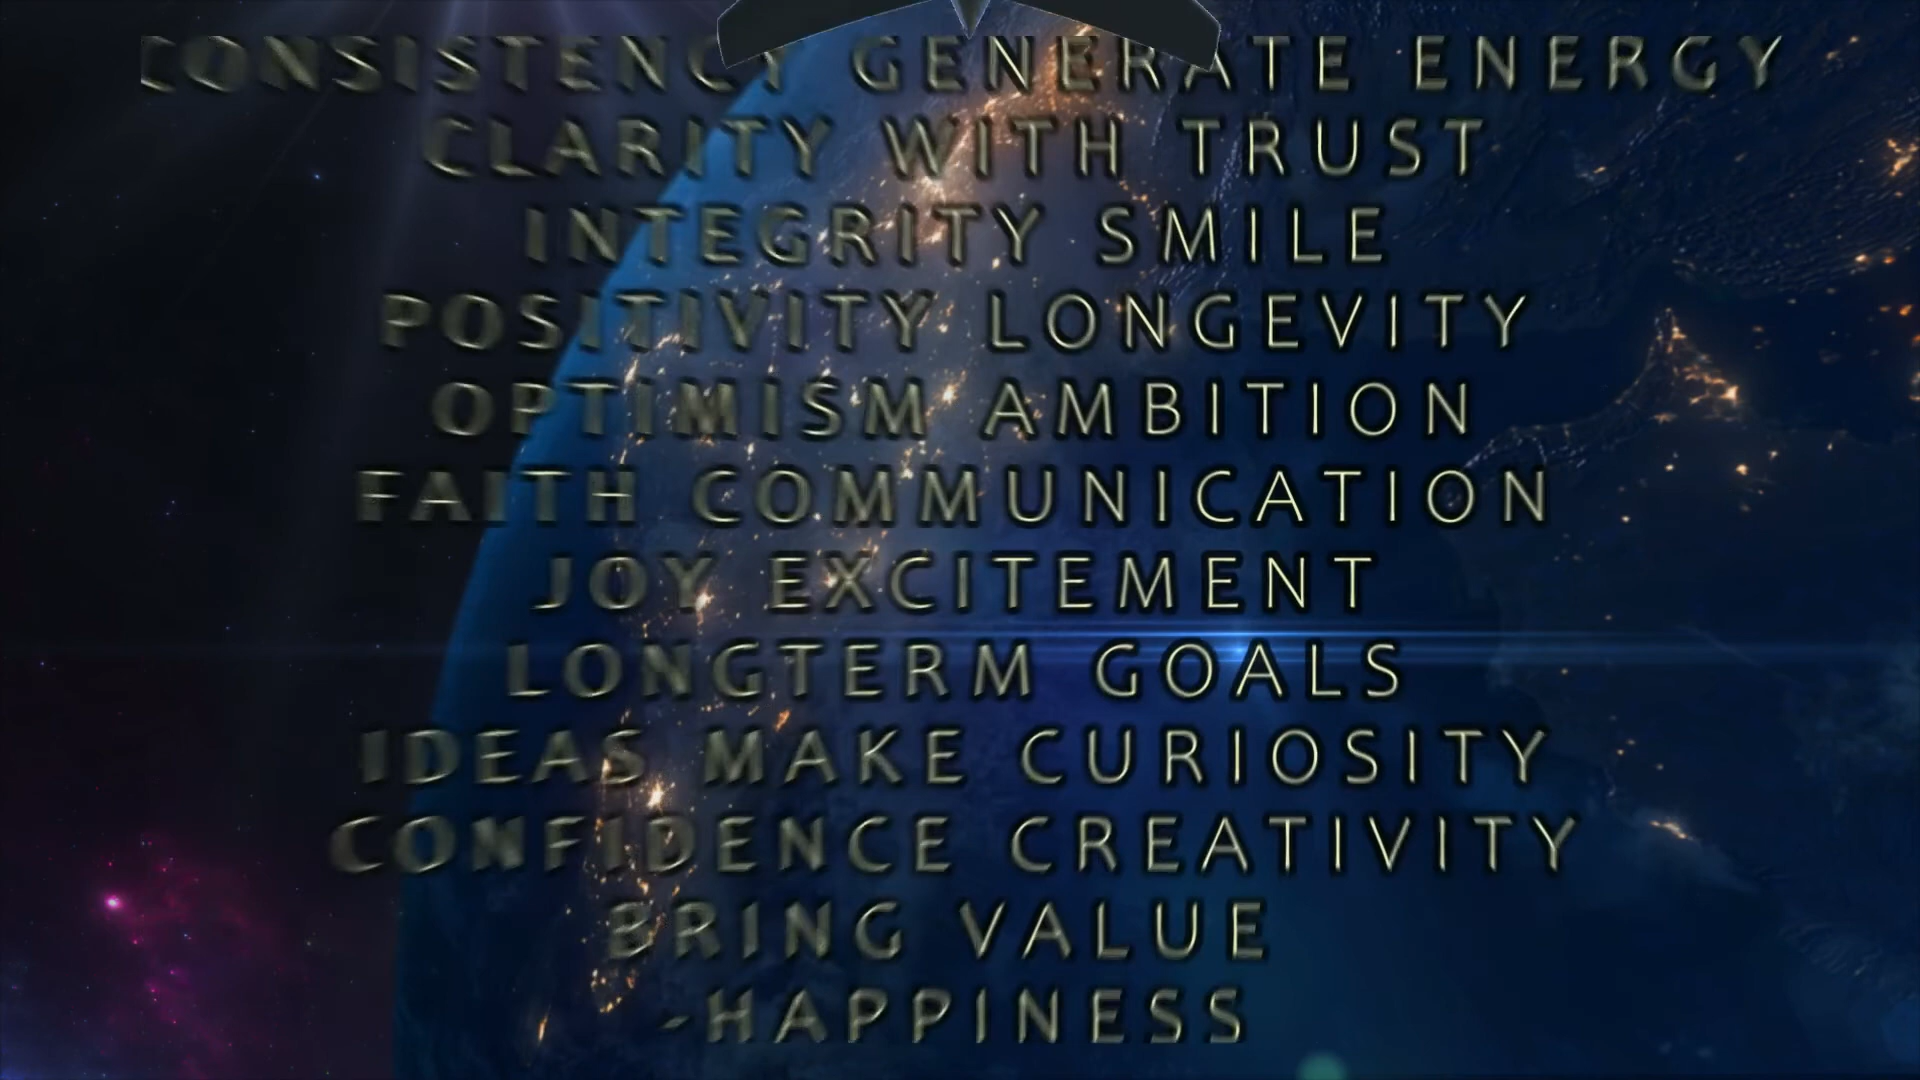 CONSISTENCY GENERATE ENERGY
CLARITY WITH TRUST
INTEGRITY SMILE
POSITIVITY LONGEVITY
OPTIMISM AMBITION
FAITH COMMUNICATION
JOY EXCITEMENT
LONGTERM GOALS
IDEAS MAKE CURIOSITY
CONFIDENCE CREATIVITY
BRING VALUE
-HAPPINESS